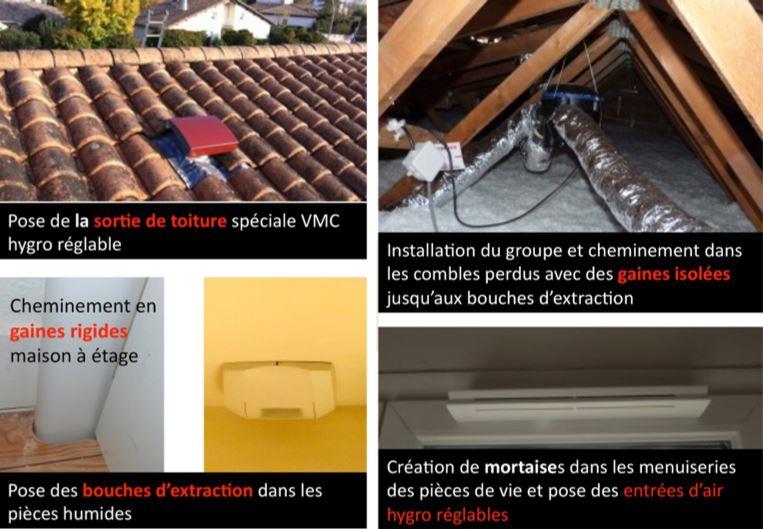 Pose de la sortie de toiture spéciale VMC
hygro réglable
Installation du groupe et cheminement dans
les combles perdus avec des gaines isolées
jusqu'aux bouches d'extraction
Cheminement en
gaines rigides
maison à étage
Pose des bouches d'extraction dans les
pièces humides
Création de mortaises dans les menuiseries
des pièces de vie et pose des entrées d'air
hygro réglables